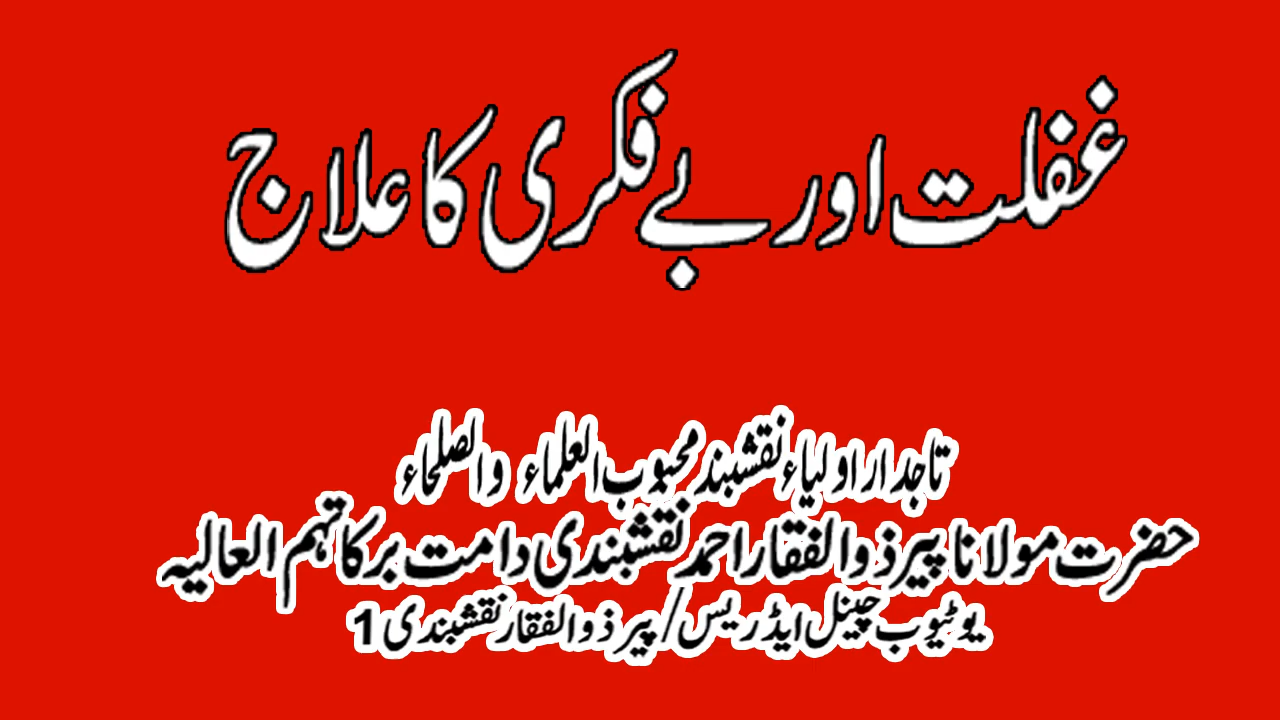 غفلت اور بے فکری کا علاج
تاجدار اولیاء نقشبند محبوب العلماء والصلحاء
حضرت مولانا پیر ذوالفقار احمد نقشبندی دامت برکاتہم العالیہ
یوٹیوب چینل ایڈریس/ پیر ذوالفقار نقشبندی 1